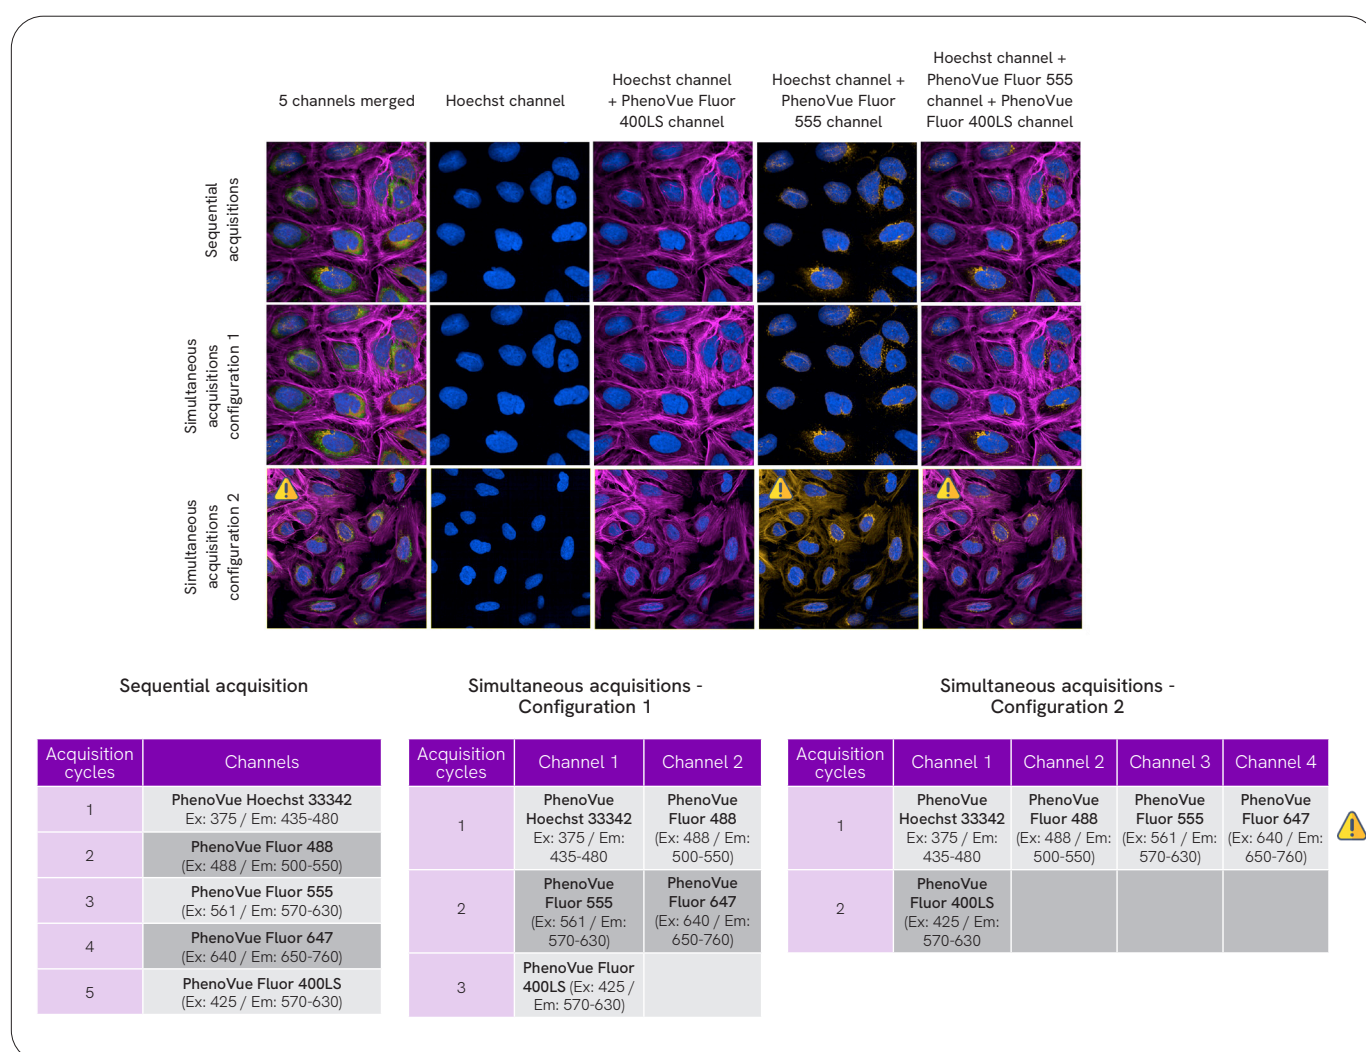 5 channels merged
Hoechst channel
Hoechst channel
+ PhenoVue Fluor
400LS channel
Hoechst channel +
PhenoVue Fluor
555 channel
Hoechst channel +
PhenoVue Fluor 555
channel + PhenoVue
Fluor 400LS channel
Sequential
acquisitions
Simultaneous
acquisitions
configuration 1
Simultaneous
acquisitions
configuration 2
Sequential acquisition
Acquisition
cycles
Channels
1
PhenoVue Hoechst 33342
Ex: 375 / Em: 435-480
2
PhenoVue Fluor 488
(Ex: 488 / Em: 500-550)
3
PhenoVue Fluor 555
(Ex: 561 / Em: 570-630)
4
PhenoVue Fluor 647
(Ex: 640 / Em: 650-760)
5
PhenoVue Fluor 400LS
(Ex: 425 / Em: 570-630)
Simultaneous acquisitions -
Configuration 1
Acquisition
cycles
Channel 1
Channel 2
1
PhenoVue
Hoechst 33342
Ex: 375 / Em:
435-480
PhenoVue
Fluor 488
(Ex: 488 / Em:
500-550)
2
PhenoVue
Fluor 555
(Ex: 561 / Em:
570-630)
PhenoVue
Fluor 647
(Ex: 640 / Em:
650-760)
3
PhenoVue Fluor
400LS (Ex: 425 /
Em: 570-630)
Simultaneous acquisitions -
Configuration 2
Acquisition
cycles
Channel 1
Channel 2
Channel 3
Channel 4
1
PhenoVue
Hoechst 33342
Ex: 375 / Em:
435-480
PhenoVue
Fluor 488
(Ex: 488 / Em:
500-550)
PhenoVue
Fluor 555
(Ex: 561 / Em:
570-630)
PhenoVue
Fluor 647
(Ex: 640 / Em:
650-760)
2
PhenoVue
Fluor 400LS
(Ex: 425 / Em:
570-630